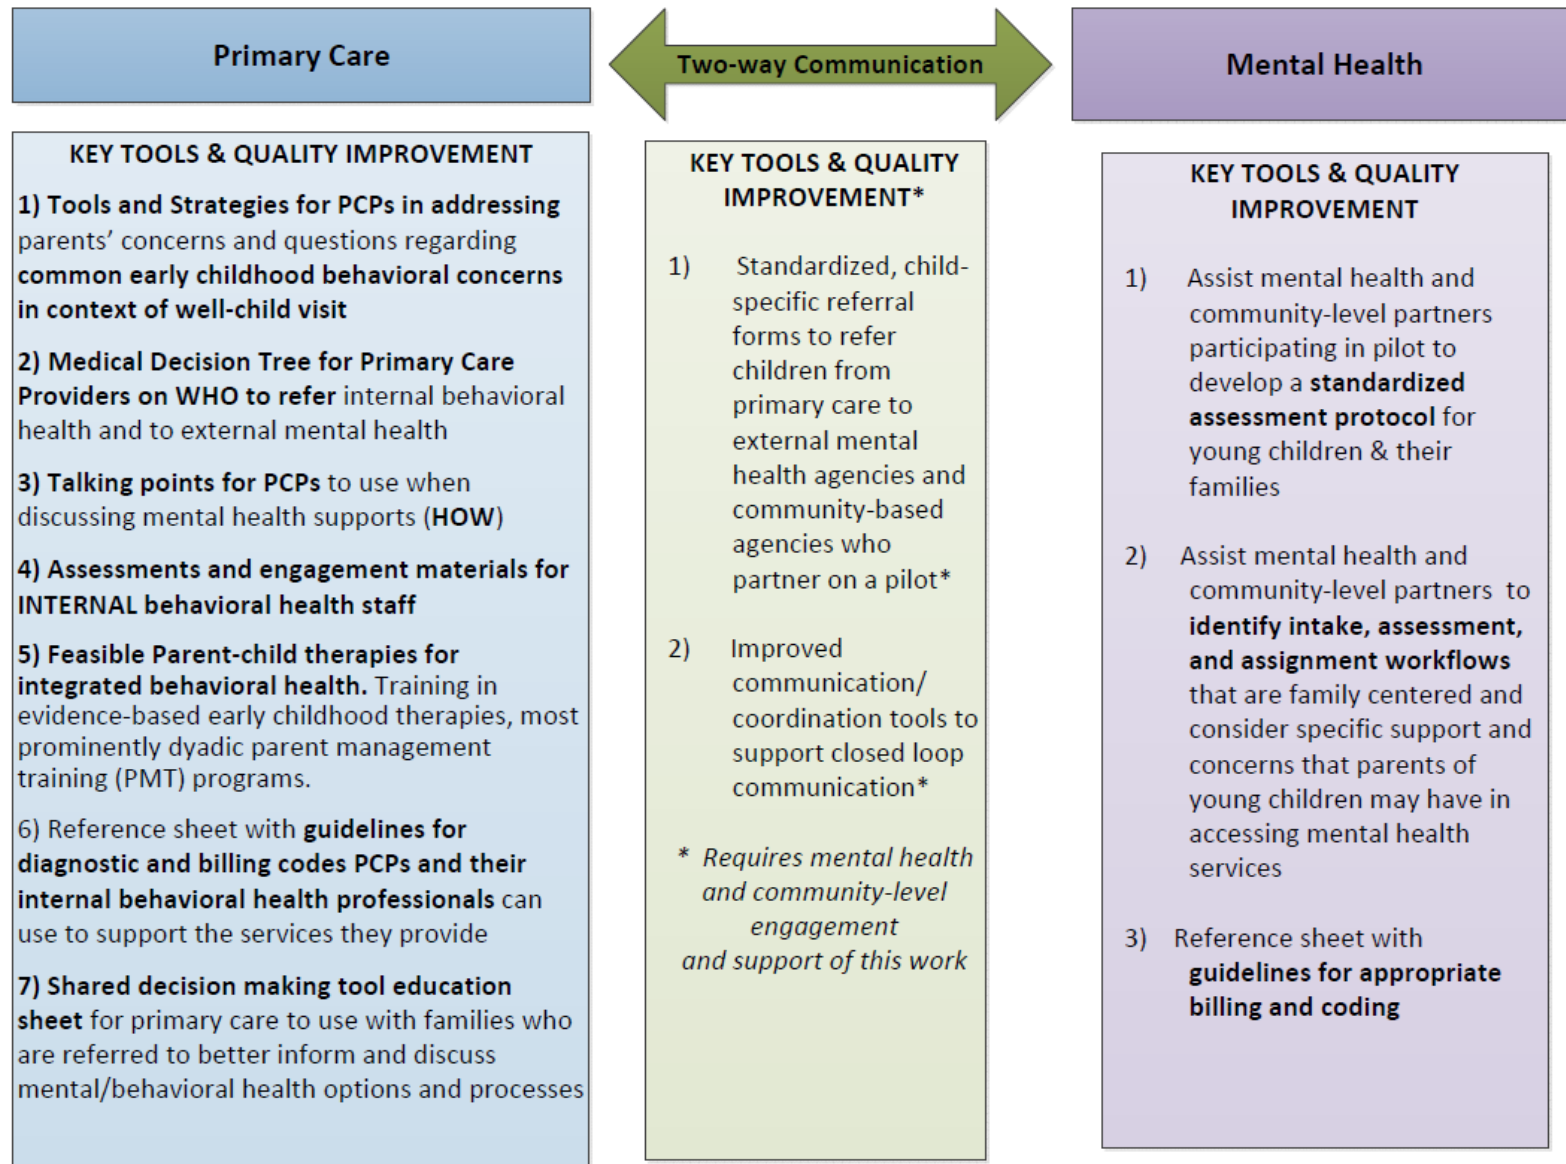 Primary Care
Two-way Communication
Mental Health
KEY TOOLS & QUALITY IMPROVEMENT
1) Tools and Strategies for PCPs in addressing
parents’ concerns and questions regarding
common early childhood behavioral concerns
in context of well-child visit
2) Medical Decision Tree for Primary Care
Providers on WHO to refer internal behavioral
health and to external mental health
3) Talking points for PCPs to use when
discussing mental health supports (HOW)
4) Assessments and engagement materials for
INTERNAL behavioral health staff
5) Feasible Parent-child therapies for
integrated behavioral health. Training in
evidence-based early childhood therapies, most
prominently dyadic parent management
training (PMT) programs.
6) Reference sheet with guidelines for
diagnostic and billing codes PCPs and their
internal behavioral health professionals can
use to support the services they provide
7) Shared decision making tool education
sheet for primary care to use with families who
are referred to better inform and discuss
mental/behavioral health options and processes
KEY TOOLS & QUALITY
IMPROVEMENT*
1) Standardized, child-
specific referral
forms to refer
children from
primary care to
external mental
health agencies and
community-based
agencies who
partner on a pilot*
2) Improved
communication/
coordination tools to
support closed loop
communication*
* Requires mental health
and community-level
engagement
and support of this work
KEY TOOLS & QUALITY
IMPROVEMENT
1) Assist mental health and
community-level partners
participating in pilot to
develop a standardized
assessment protocol for
young children & their
families
2) Assist mental health and
community-level partners to
identify intake, assessment,
and assignment workflows
that are family centered and
consider specific support and
concerns that parents of
young children may have in
accessing mental health
services
3) Reference sheet with
guidelines for appropriate
billing and coding